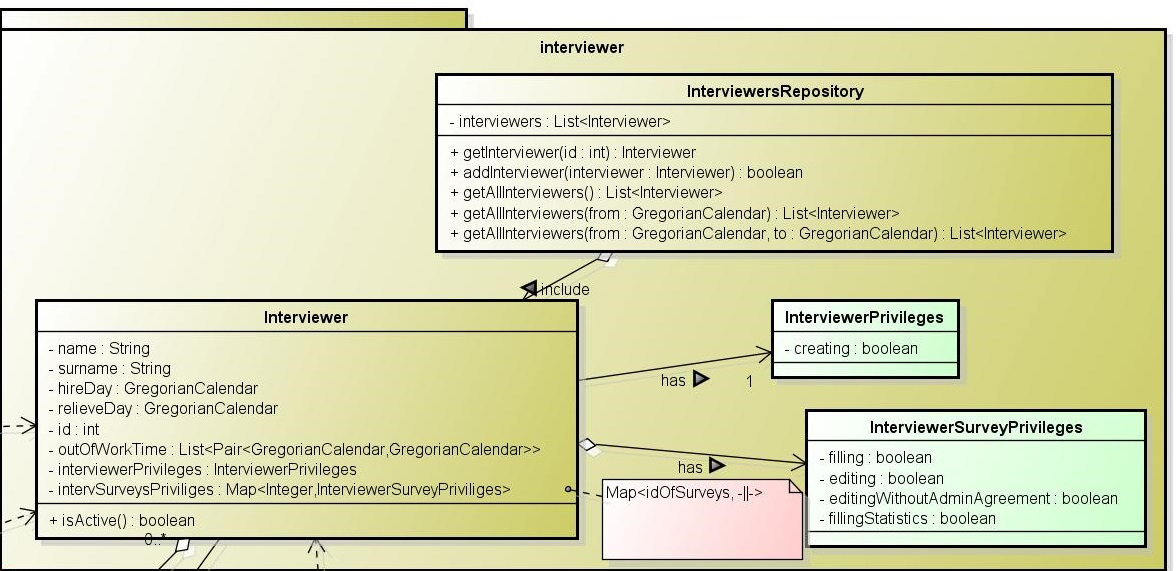 interviewer
InterviewersRepository
- interviewers : List<Interviewer>
+ getInterviewer(id : int) : Interviewer
+ addInterviewer(interviewer : Interviewer) : boolean
+ getAllInterviewers() : List<Interviewer>
+ getAllInterviewers(from : GregorianCalendar) : List<Interviewer>
+ getAllInterviewers(from : GregorianCalendar, to : GregorianCalendar) : List<Interviewer>
include
Interviewer
- name : String
- surname : String
- hireDay : GregorianCalendar
- relieveDay : GregorianCalendar
- id : int
- outOfWorkTime : List<Pair<GregorianCalendar,GregorianCalendar>>
- interviewerPrivileges : InterviewerPrivileges
- intervSurveysPriviliges : Map<Integer,InterviewerSurveyPriviliges>
+ isActive() : boolean
0..*
InterviewerPrivileges
- creating : boolean
has
1
InterviewerSurveyPrivileges
- filling : boolean
- editing : boolean
- editingWithoutAdminAgreement : boolean
- fillingStatistics : boolean
has
Map<idOfSurveys, -||->